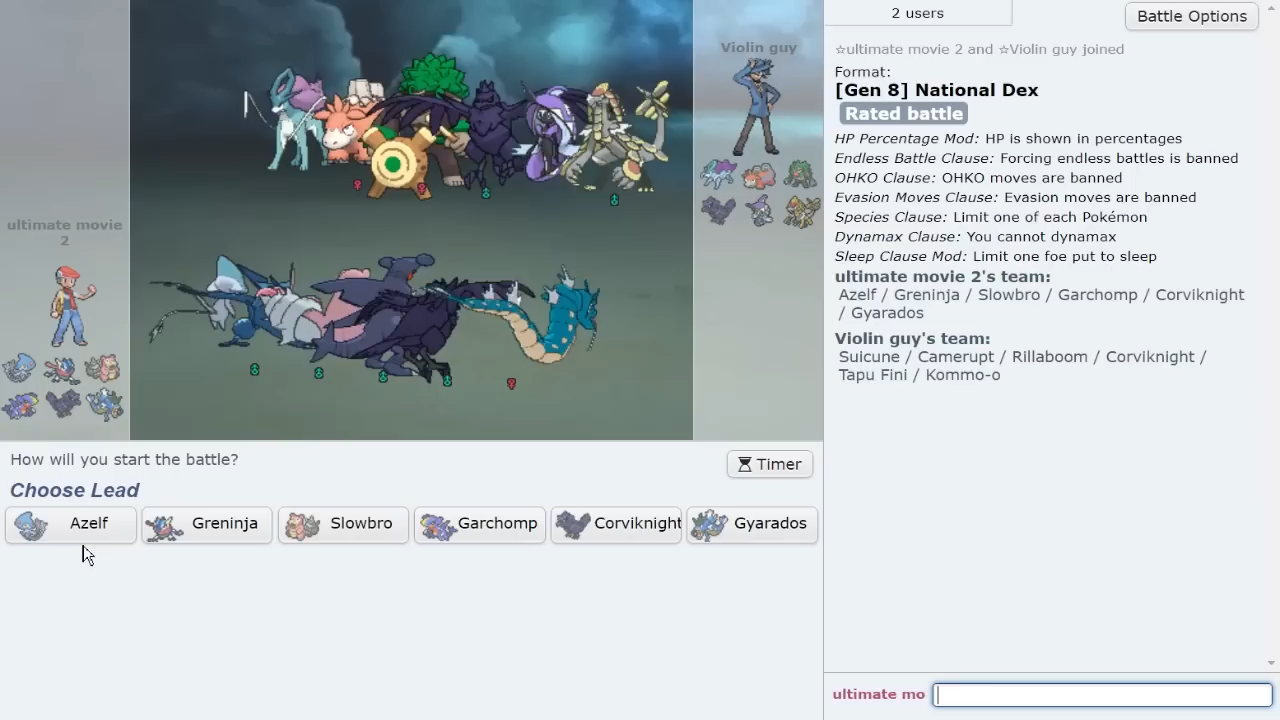 Violin guy
ultimate movie
2
How will you start the battle?
Timer
Choose Lead
Azelf
Greninja
Slowbro
Garchomp
Corviknight
Gyarados
2 users
Battle Options
☆ultimate movie 2 and ☆Violin guy joined
Format:
[Gen 8] National Dex
Rated battle
HP Percentage Mod: HP is shown in percentages
Endless Battle Clause: Forcing endless battles is banned
OHKO Clause: OHKO moves are banned
Evasion Moves Clause: Evasion moves are banned
Species Clause: Limit one of each Pokémon
Dynamax Clause: You cannot dynamax
Sleep Clause Mod: Limit one foe put to sleep
ultimate movie 2's team:
Azelf / Greninja / Slowbro / Garchomp / Corviknight
/ Gyarados
Violin guy's team:
Suicune / Camerupt / Rillaboom / Corviknight /
Tapu Fini / Kommo-o
ultimate mo